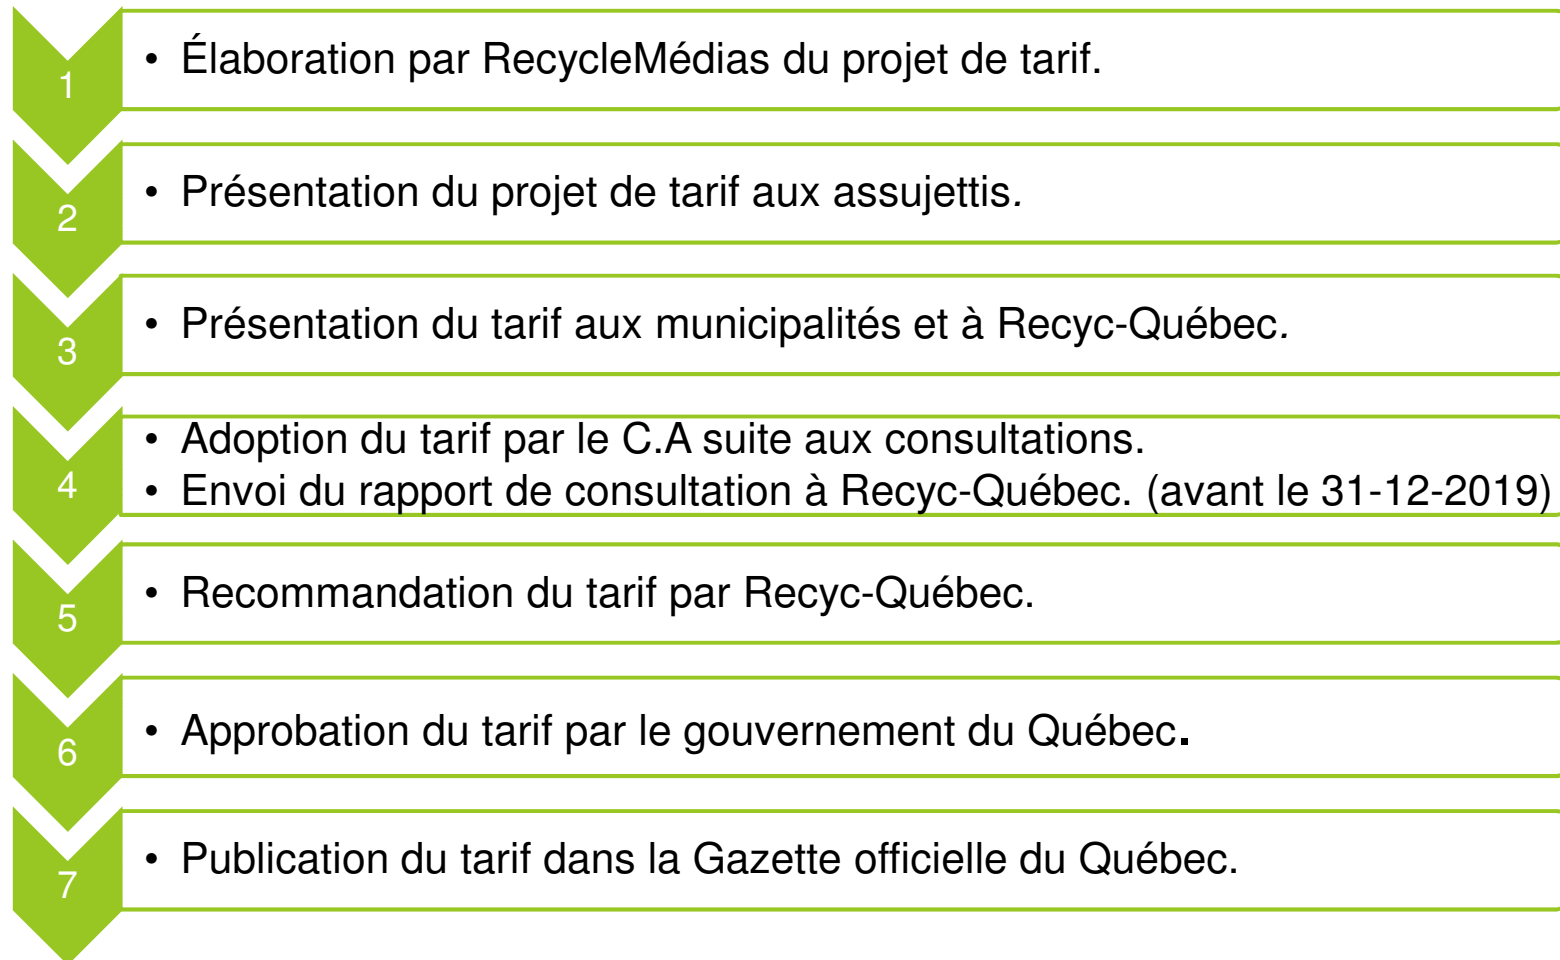 1
• Élaboration par RecycleMédias du projet de tarif.
2
• Présentation du projet de tarif aux assujettis.
3
• Présentation du tarif aux municipalités et à Recyc-Québec.
4
• Adoption du tarif par le C.A suite aux consultations.
• Envoi du rapport de consultation à Recyc-Québec. (avant le 31-12-2019)
5
• Recommandation du tarif par Recyc-Québec.
6
• Approbation du tarif par le gouvernement du Québec.
7
• Publication du tarif dans la Gazette officielle du Québec.